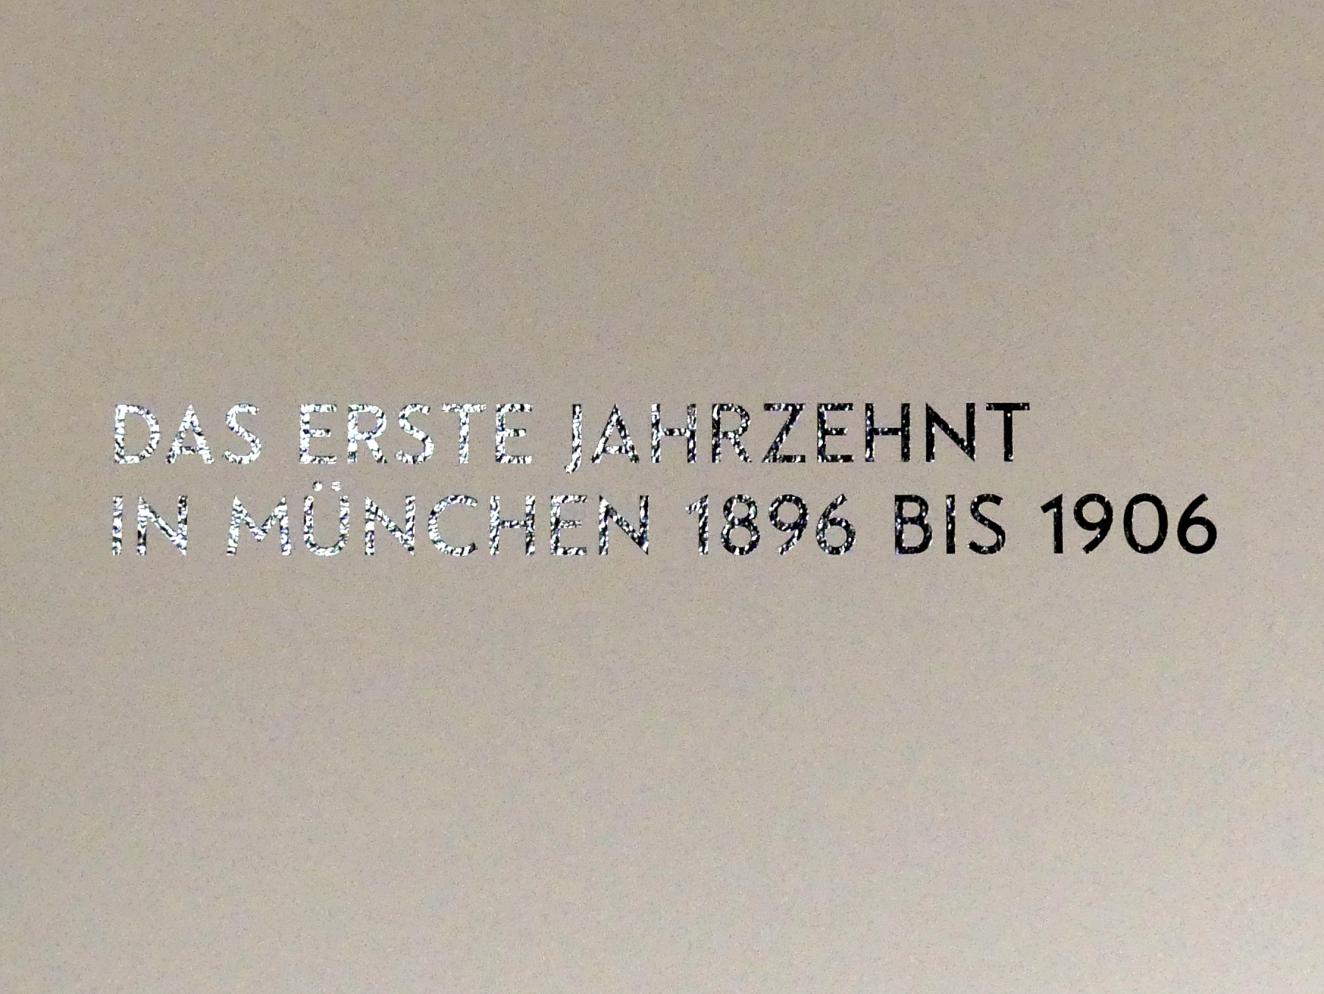 DAS ERSTE JAHRZEHNT
IN MÜNCHEN 1896 BIS 1906